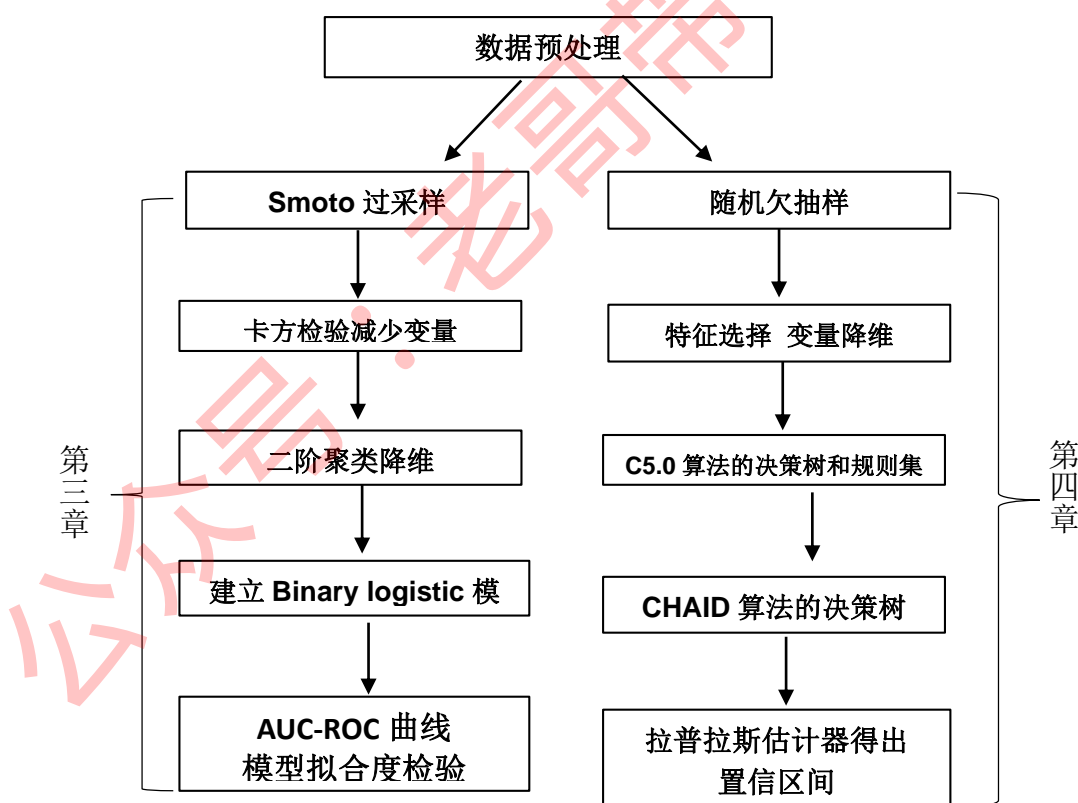 数据预处理
Smoto 过采样
卡方检验减少变量
二阶聚类降维
建立 Binary logistic 模
AUC-ROC 曲线
模型拟合度检验
第三章
随机欠抽样
特征选择 变量降维
C5.0 算法的决策树和规则集
CHAID 算法的决策树
拉普拉斯估计器得出
置信区间
第四章
公众号：老哥带